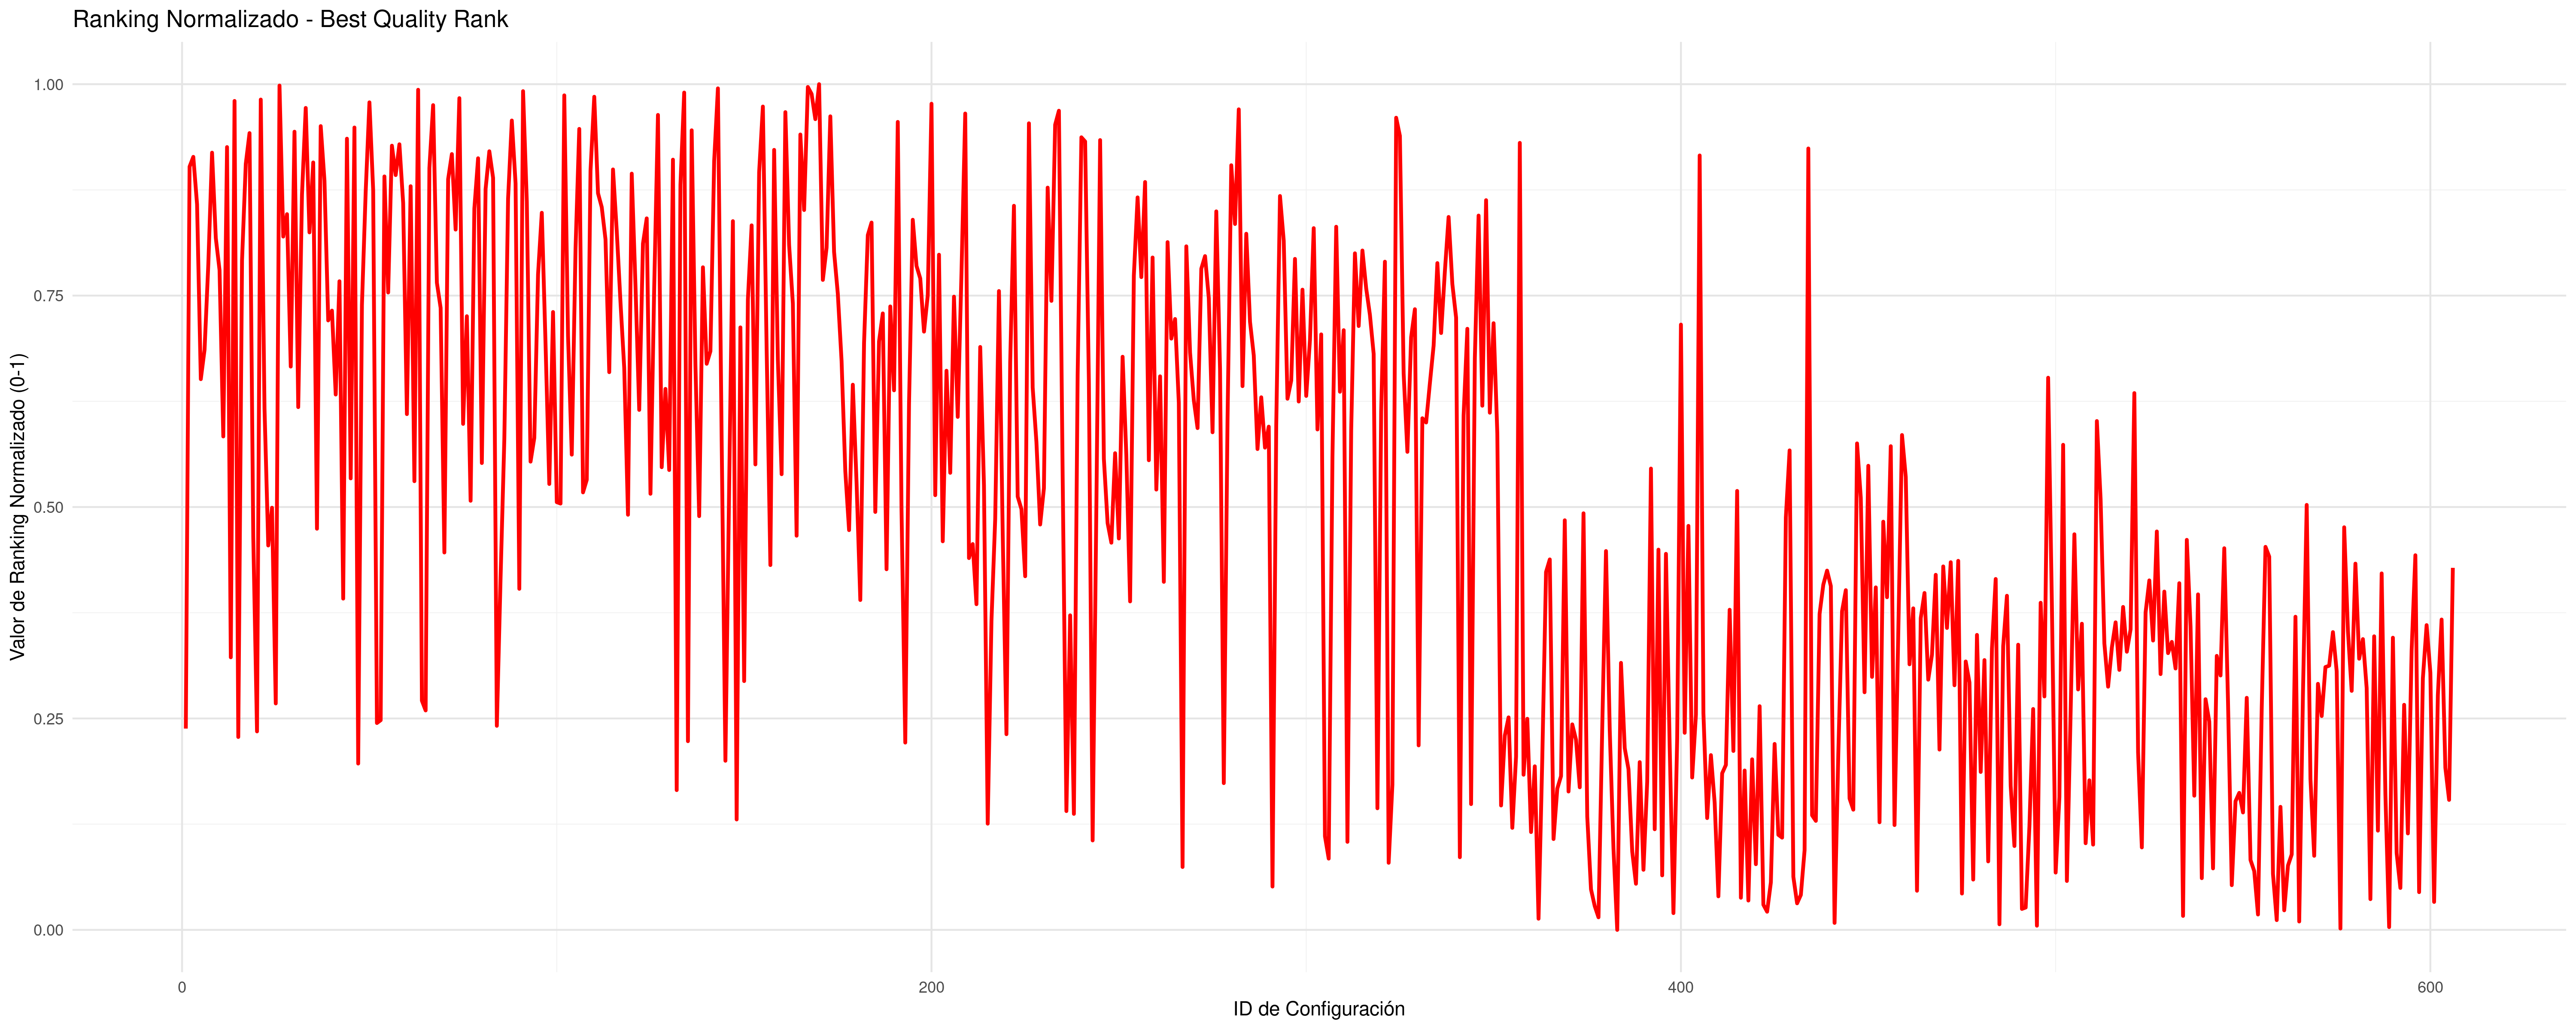 Ranking Normalizado - Best Quality Rank
Valor de Ranking Normalizado (0-1)
1.00
0.75
0.50
0.25
0.00
0 200 400 600
ID de Configuración